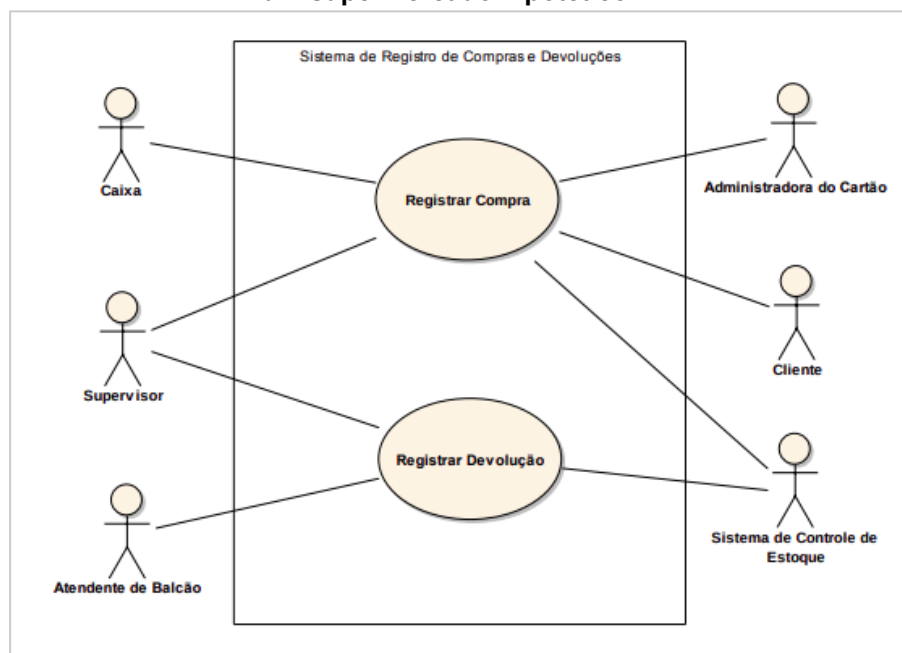 Sistema de Registro de Compras e Devoluções
Caixa
Registrar Compra
Administradora do Cartão
Supervisor
Cliente
Registrar Devolução
Atendente de Balcão
Sistema de Controle de
Estoque